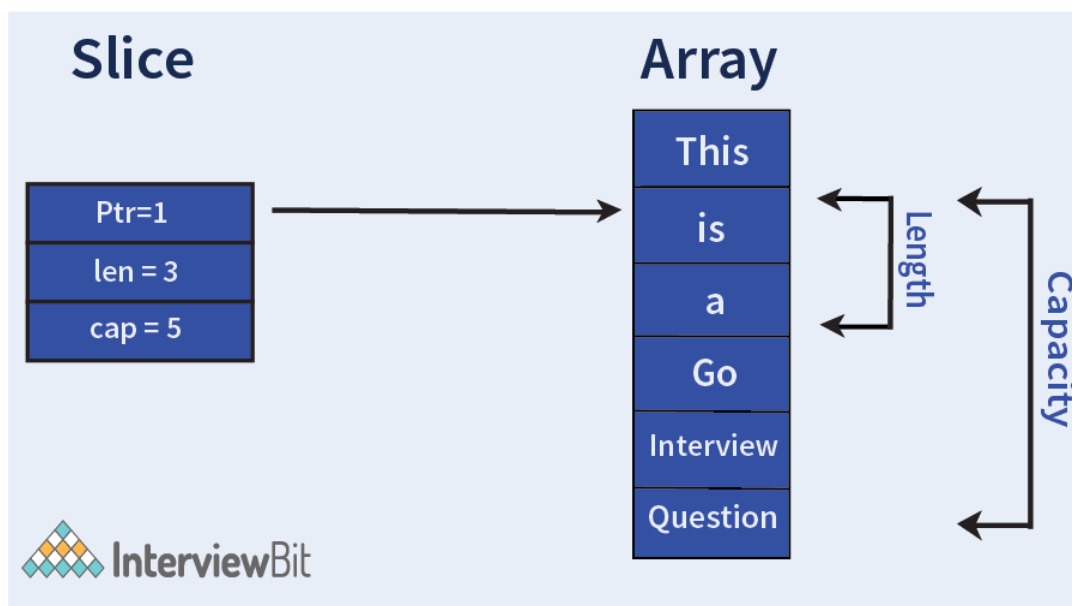 Slice
Array
Ptr=1
len = 3
cap = 5
This
is
a
Go
Interview
Question
Length
Capacity
InterviewBit